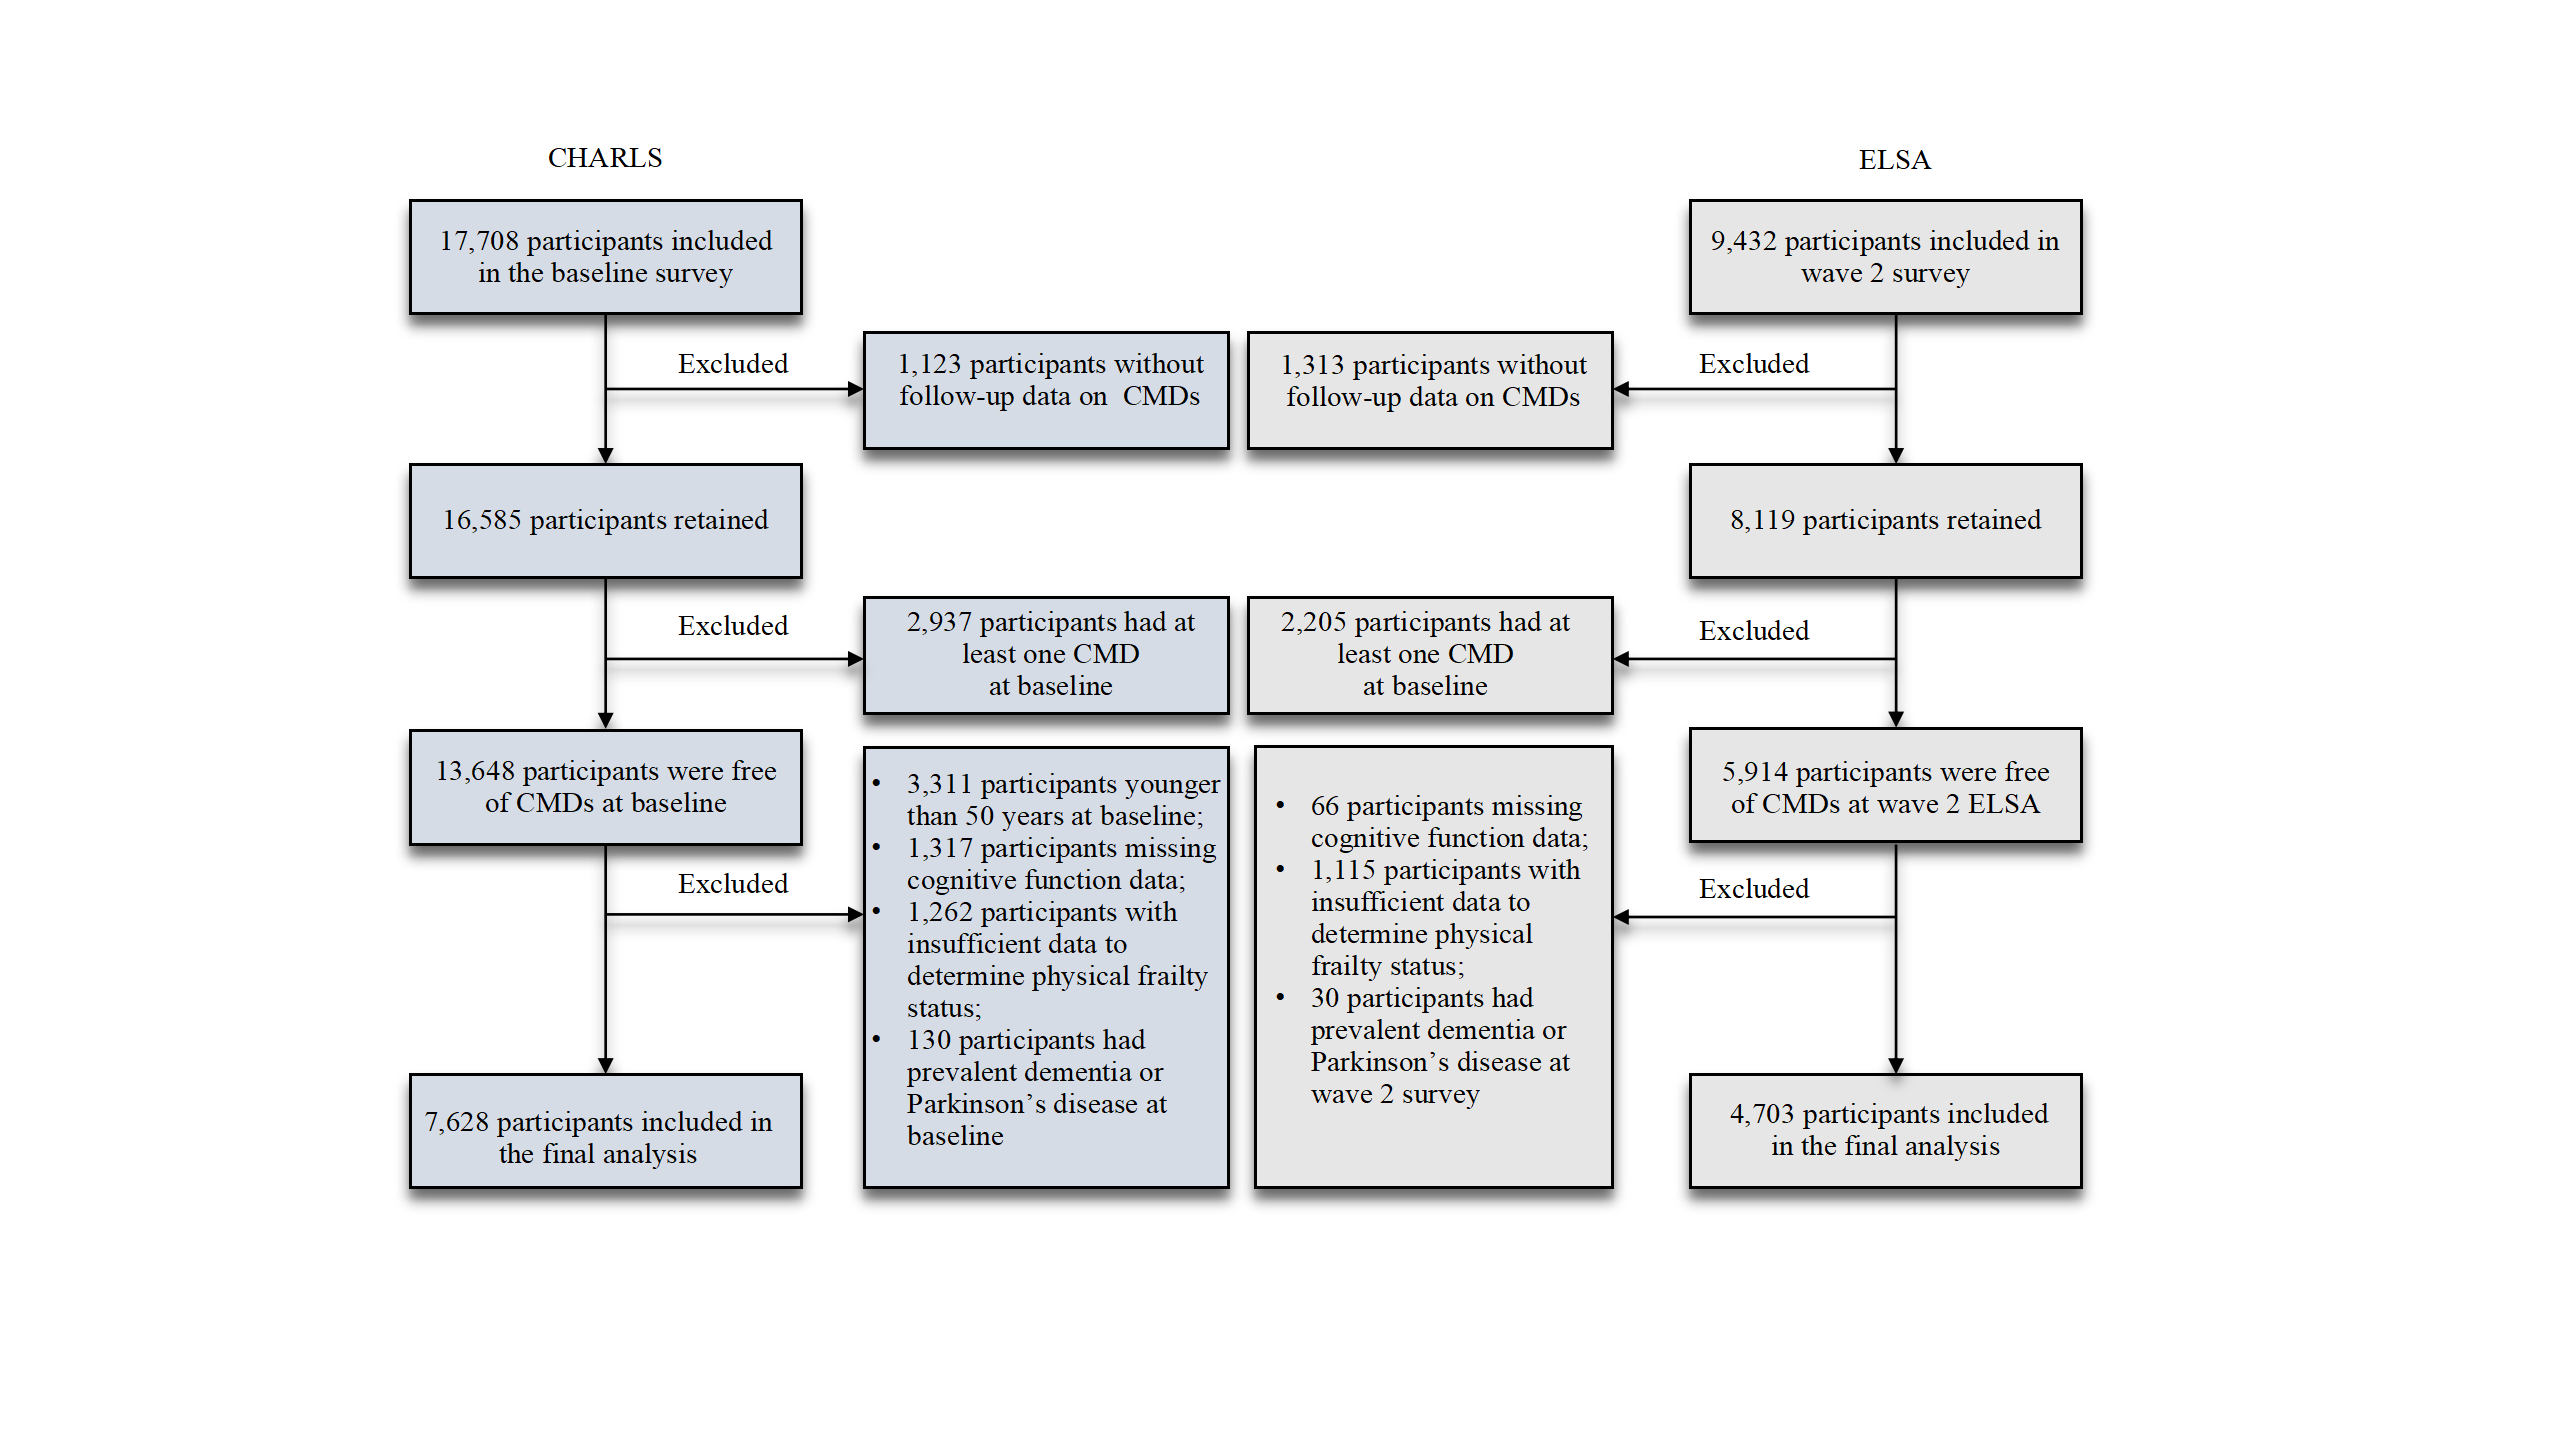 CHARLS
17,708 participants included
in the baseline survey
Excluded
1,123 participants without
follow-up data on  CMDs
16,585 participants retained
Excluded
2,937 participants had at
least one CMD
at baseline
13,648 participants were free
of CMDs at baseline
Excluded
• 3,311 participants younger
than 50 years at baseline;
• 1,317 participants missing
cognitive function data;
• 1,262 participants with
insufficient data to
determine physical frailty
status;
• 130 participants had
prevalent dementia or
Parkinson’s disease at
baseline
7,628 participants included in
the final analysis
ELSA
9,432 participants included in
wave 2 survey
Excluded
1,313 participants without
follow-up data on CMDs
8,119 participants retained
Excluded
2,205 participants had at
least one CMD
at baseline
5,914 participants were free
of CMDs at wave 2 ELSA
Excluded
• 66 participants missing
cognitive function data;
• 1,115 participants with
insufficient data to
determine physical
frailty status;
• 30 participants had
prevalent dementia or
Parkinson’s disease at
wave 2 survey
4,703 participants included
in the final analysis